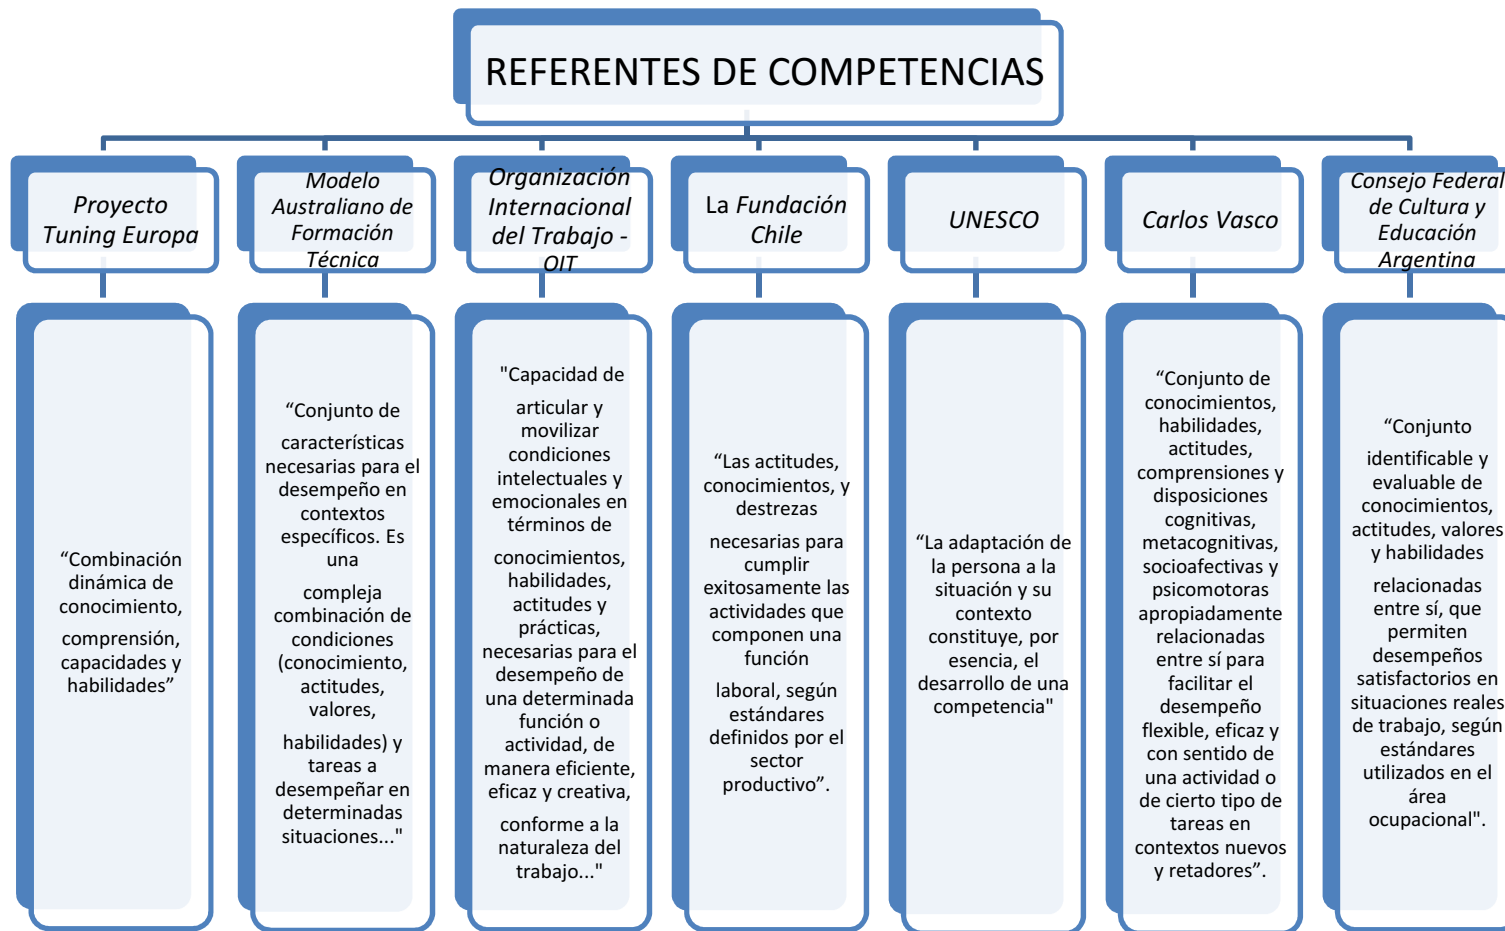 REFERENTES DE COMPETENCIAS
Proyecto
Tuning Europa
Modelo
Australiano de
Formación
Técnica
Organización
Internacional
del Trabajo -
OIT
La Fundación
Chile
UNESCO
Carlos Vasco
Consejo Federal
de Cultura y
Educación
Argentina
“Combinación
dinámica de
conocimiento,
comprensión,
capacidades y
habilidades”
“Conjunto de
características
necesarias para el
desempeño en
contextos
específicos. Es
una
compleja
combinación de
condiciones
(conocimiento,
actitudes,
valores,
habilidades) y
tareas a
desempeñar en
determinadas
situaciones..."
"Capacidad de
articular y
movilizar
condiciones
intelectuales y
emocionales en
términos de
conocimientos,
habilidades,
actitudes y
prácticas,
necesarias para el
desempeño de
una determinada
función o
actividad, de
manera eficiente,
eficaz y creativa,
conforme a la
naturaleza del
trabajo..."
“Las actitudes,
conocimientos, y
destrezas
necesarias para
cumplir
exitosamente las
actividades que
componen una
función
laboral, según
estándares
definidos por el
sector
productivo”.
“La adaptación de
la persona a la
situación y su
contexto
constituye, por
esencia, el
desarrollo de una
competencia"
“Conjunto de
conocimientos,
habilidades,
actitudes,
comprensiones y
disposiciones
cognitivas,
metacognitivas,
socioafectivas y
psicomotoras
apropiadamente
relacionadas
entre sí para
facilitar el
desempeño
flexible, eficaz y
con sentido de
una actividad o
de cierto tipo de
tareas en
contextos nuevos
y retadores”.
“Conjunto
identificable y
evaluable de
conocimientos,
actitudes, valores
y habilidades
relacionadas
entre sí, que
permiten
desempeños
satisfactorios en
situaciones reales
de trabajo, según
estándares
utilizados en el
área
ocupacional".